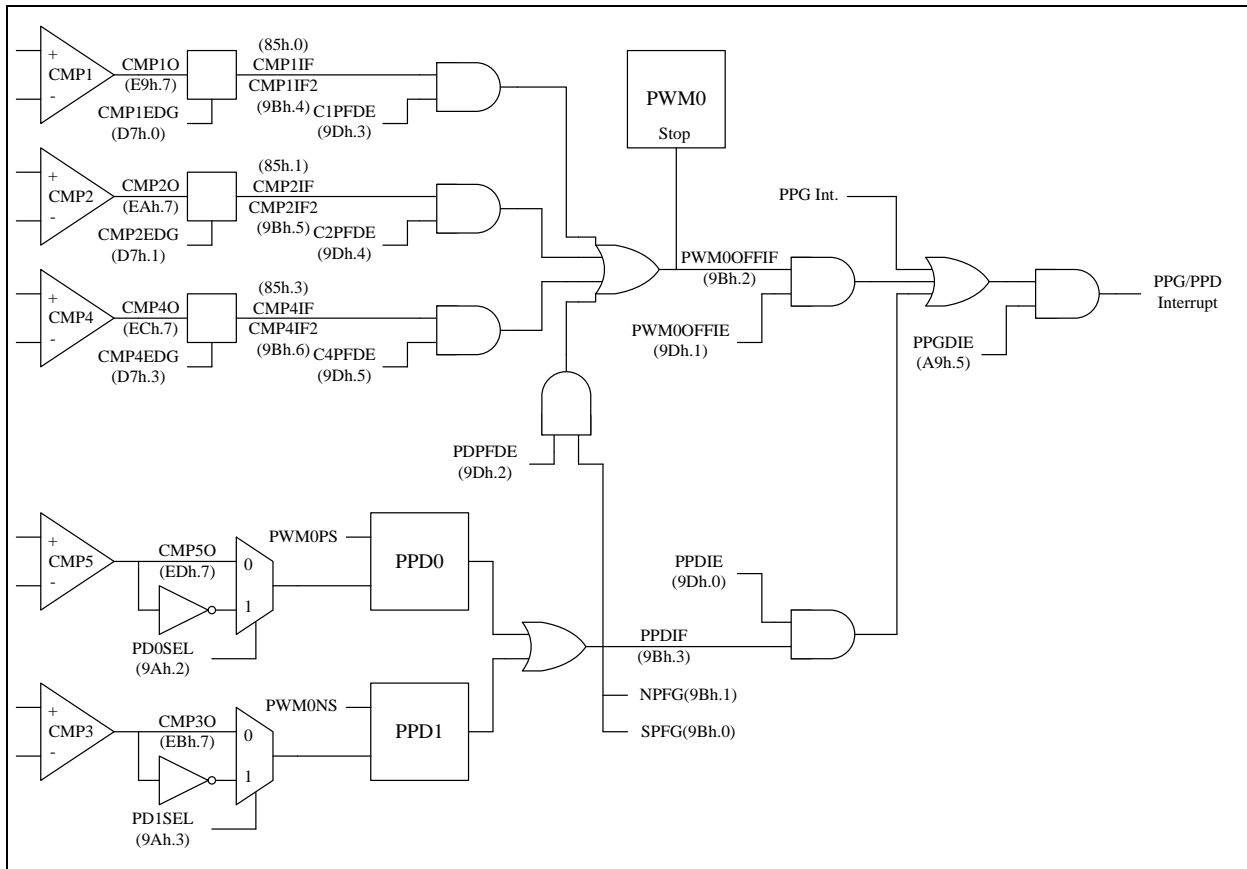 +
CMP1
-
CMP1O
(E9h.7)
CMP1EDG
(D7h.0)
(85h.0)
CMP1IF
CMP1IF2
(9Bh.4)
C1PFDE
(9Dh.3)
PWM0
Stop
+
CMP2
-
CMP2O
(EAh.7)
CMP2EDG
(D7h.1)
(85h.1)
CMP2IF
CMP2IF2
(9Bh.5)
C2PFDE
(9Dh.4)
PPG Int.
PWM0OFFIF
(9Bh.2)
PWM0OFFIE
(9Dh.1)
PPGDIE
(A9h.5)
PPG/PPD
Interrupt
+
CMP4
-
CMP4O
(ECh.7)
CMP4EDG
(D7h.3)
(85h.3)
CMP4IF
CMP4IF2
(9Bh.6)
C4PFDE
(9Dh.5)
PDPFDE
(9Dh.2)
+
CMP5
-
CMP5O
(EDh.7)
0
1
PD0SEL
(9Ah.2)
PWM0PS
PPD0
PPDIE
(9Dh.0)
PPDIF
(9Bh.3)
NPFG(9Bh.1)
SPFG(9Bh.0)
+
CMP3
-
CMP3O
(EBh.7)
0
1
PD1SEL
(9Ah.3)
PWM0NS
PPD1